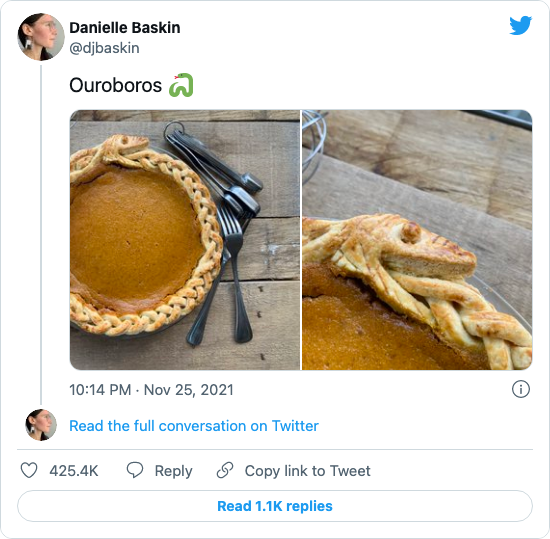 Danielle Baskin
@djbaskin
Ouroboros 🐍
10:14 PM · Nov 25, 2021
Read the full conversation on Twitter
425.4K Reply Copy link to Tweet
Read 1.1K replies